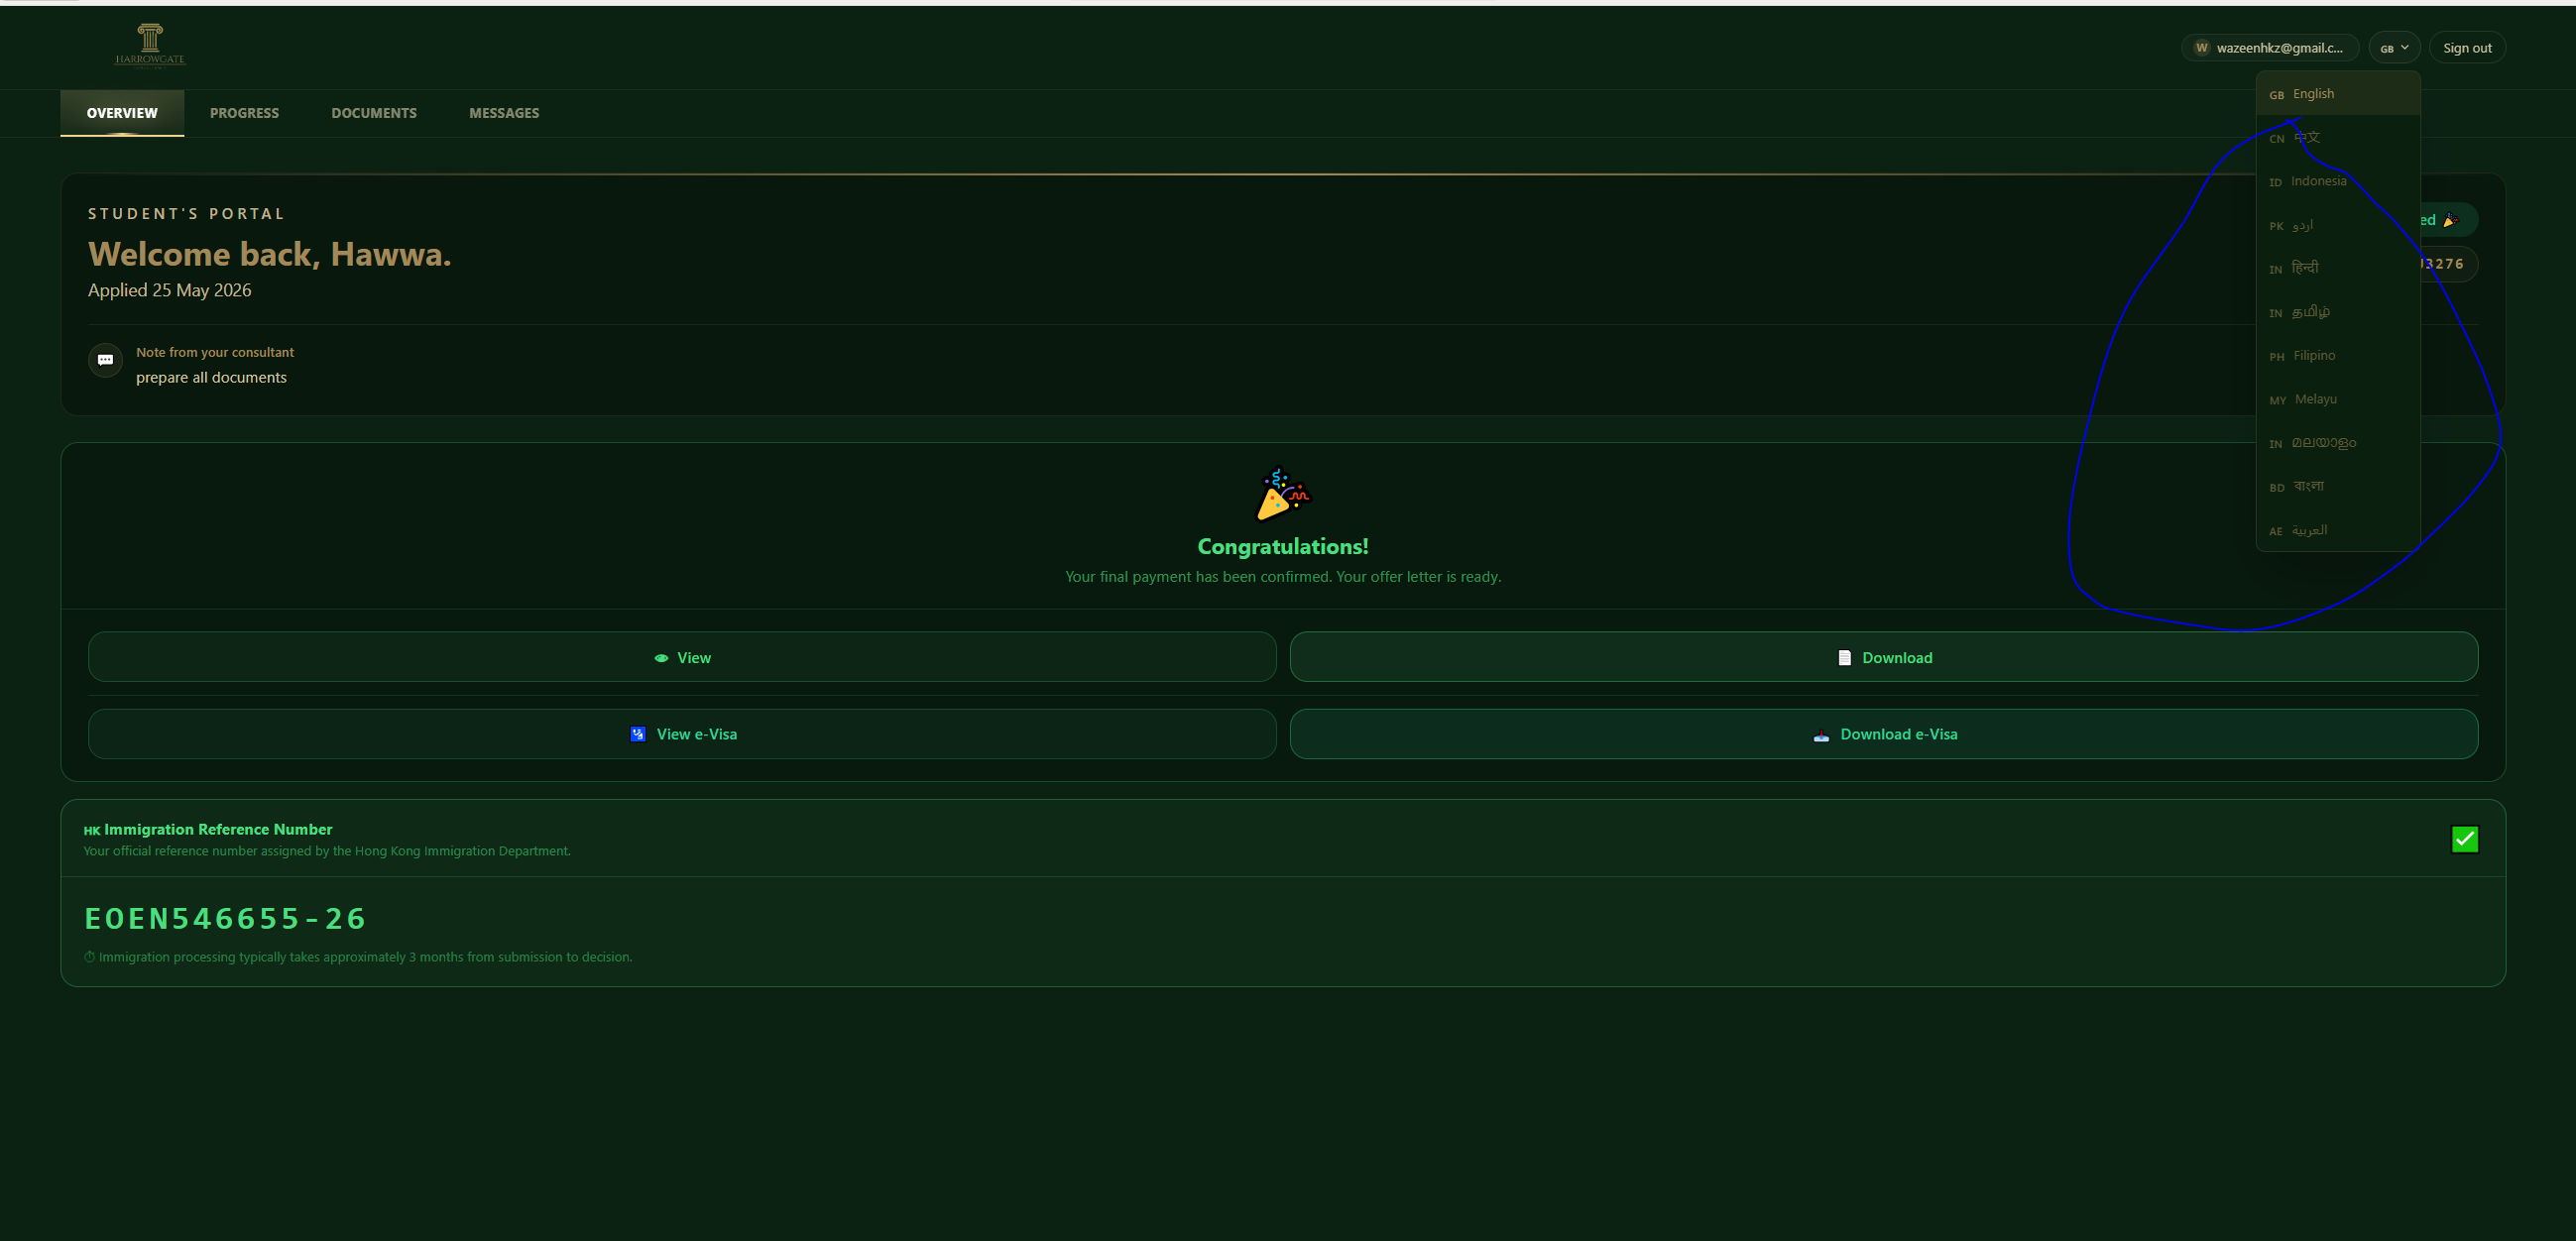 HARROWGATE
W wazeenhkz@gmail.c...
GB
Sign out
OVERVIEW
PROGRESS
DOCUMENTS
MESSAGES
GB English
CN 中文
ID Indonesia
PK اردو
IN हिन्दी
IN தமிழ்
PH Filipino
MY Melayu
IN മലയാളം
BD বাংলা
AE العربية
STUDENT'S PORTAL
Welcome back, Hawwa.
Applied 25 May 2026
ed
3276
Note from your consultant
prepare all documents
Congratulations!
Your final payment has been confirmed. Your offer letter is ready.
View
Download
View e-Visa
Download e-Visa
HK Immigration Reference Number
Your official reference number assigned by the Hong Kong Immigration Department.
EOEN546655-26
Immigration processing typically takes approximately 3 months from submission to decision.